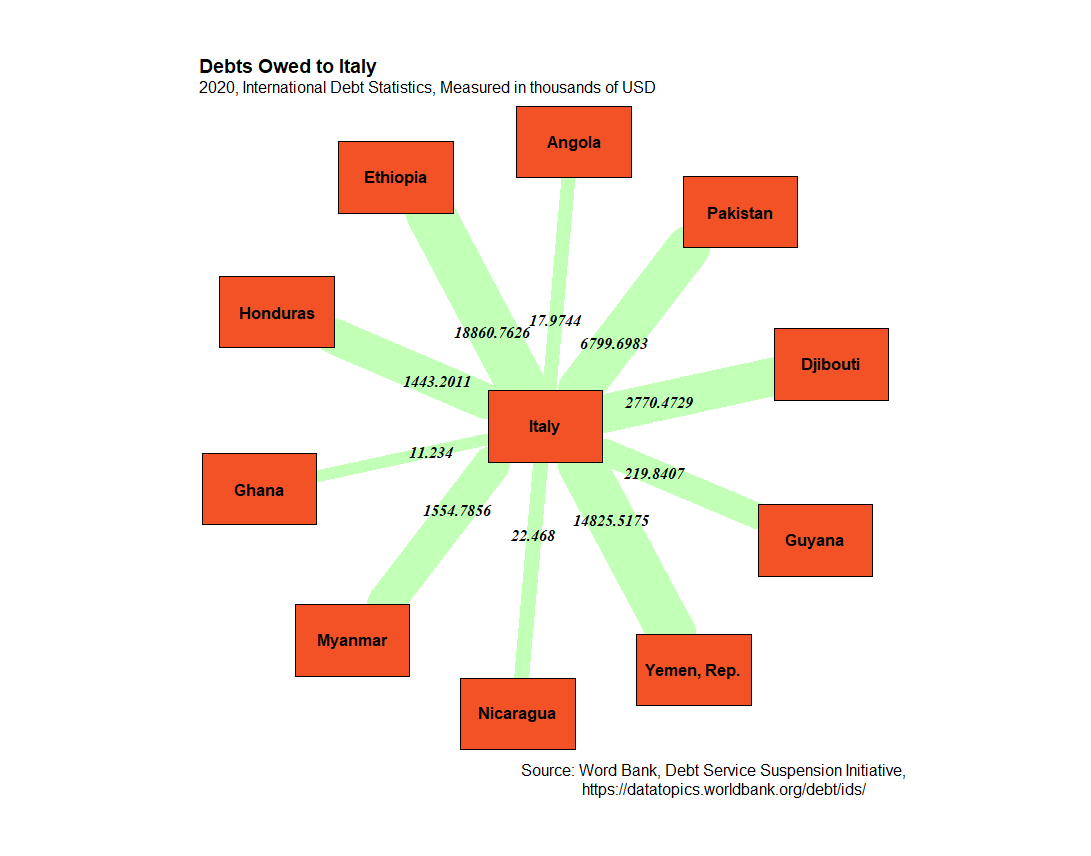 Debts Owed to Italy
2020, International Debt Statistics, Measured in thousands of USD
Angola
Ethiopia
Pakistan
Honduras
17.9744
18860.7626
6799.6983
Djibouti
1443.2011
2770.4729
Italy
11.234
219.8407
Ghana
1554.7856
14825.5175
22.468
Guyana
Myanmar
Yemen, Rep.
Nicaragua
Source: Word Bank, Debt Service Suspension Initiative,
https://datatopics.worldbank.org/debt/ids/